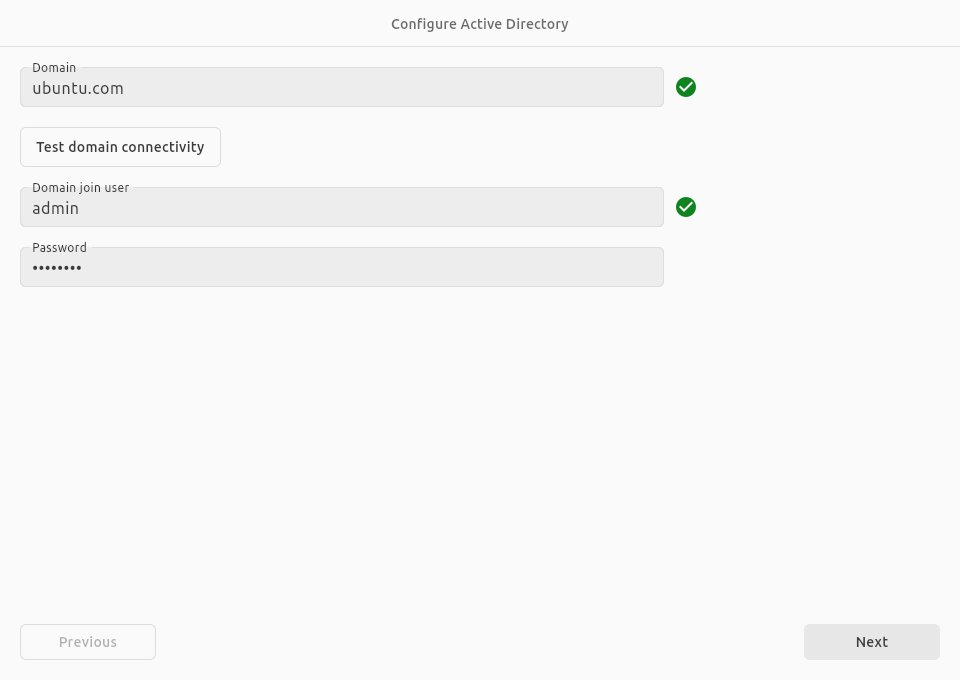 Configure Active Directory
Domain
ubuntu.com
Test domain connectivity
Domain join user
admin
Password
••••••••
Previous
Next